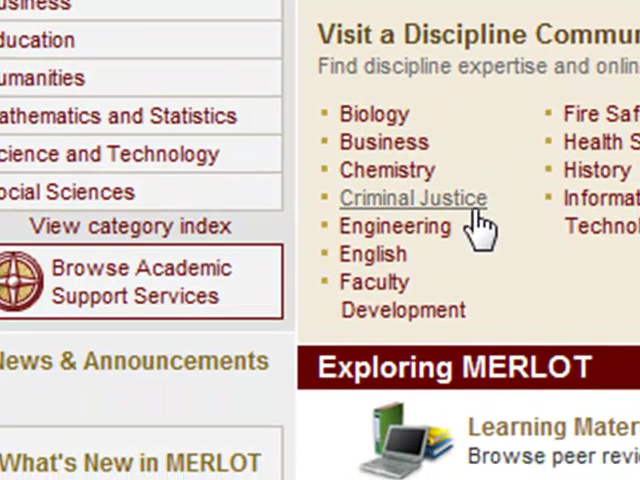 ducation
umanities
athematics and Statistics
cience and Technology
ocial Sciences
View category index
Browse Academic
Support Services
News & Announcements
What's New in MERLOT
Visit a Discipline Commun
Find discipline expertise and onlin
Biology
Business
Chemistry
Criminal Justice
Engineering
English
Faculty
Development
Fire Saf
Health S
History
Informat
Technol
Exploring MERLOT
Learning Mater
Browse peer revi